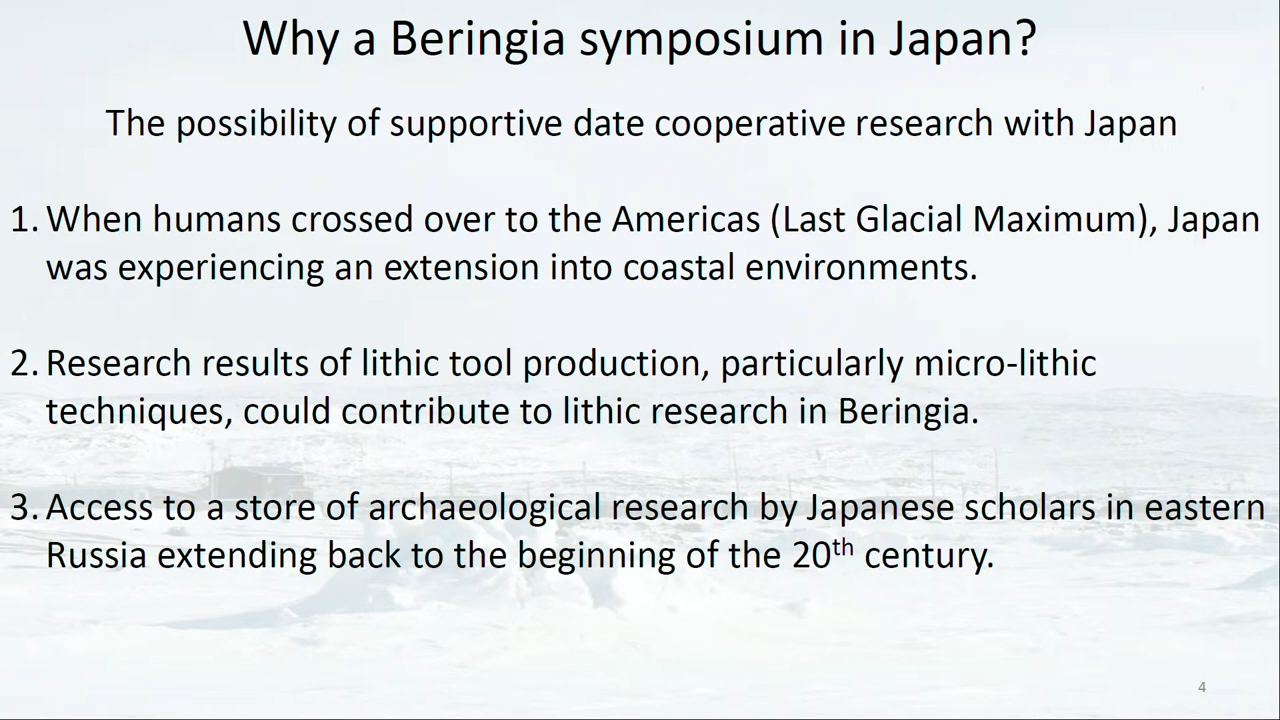 Why a Beringia symposium in Japan?
The possibility of supportive date cooperative research with Japan
1. When humans crossed over to the Americas (Last Glacial Maximum), Japan
was experiencing an extension into coastal environments.
2. Research results of lithic tool production, particularly micro-lithic
techniques, could contribute to lithic research in Beringia.
3. Access to a store of archaeological research by Japanese scholars in eastern
Russia extending back to the beginning of the 20th century.
4